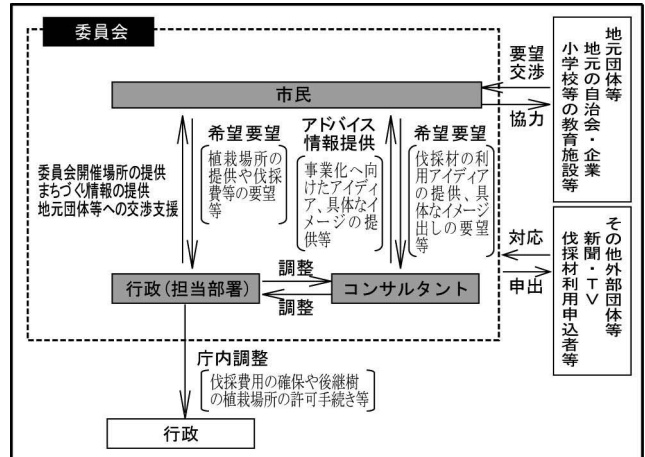 委員会
市民
要望
交渉
協力
地元団体等
地元の自治会・企業
小学校等の教育施設等
希望要望
植栽場所の
提供や伐採
費等の要望
等
アドバイス
情報提供
事業化へ向
けたアイディ
ア、具体なイ
メージの提
供等
希望要望
伐採材の利
用アイディア
の提供、具
体なイメージ
出しの要望
等
委員会開催場所の提供
まちづくり情報の提供
地元団体等への交渉支援
対応
申出
その他外部団体等
新聞・TV
伐採材利用申込者等
行政(担当部署)
調整
調整
コンサルタント
庁内調整
伐採費用の確保や後継樹
の植栽場所の許可手続き等
行政